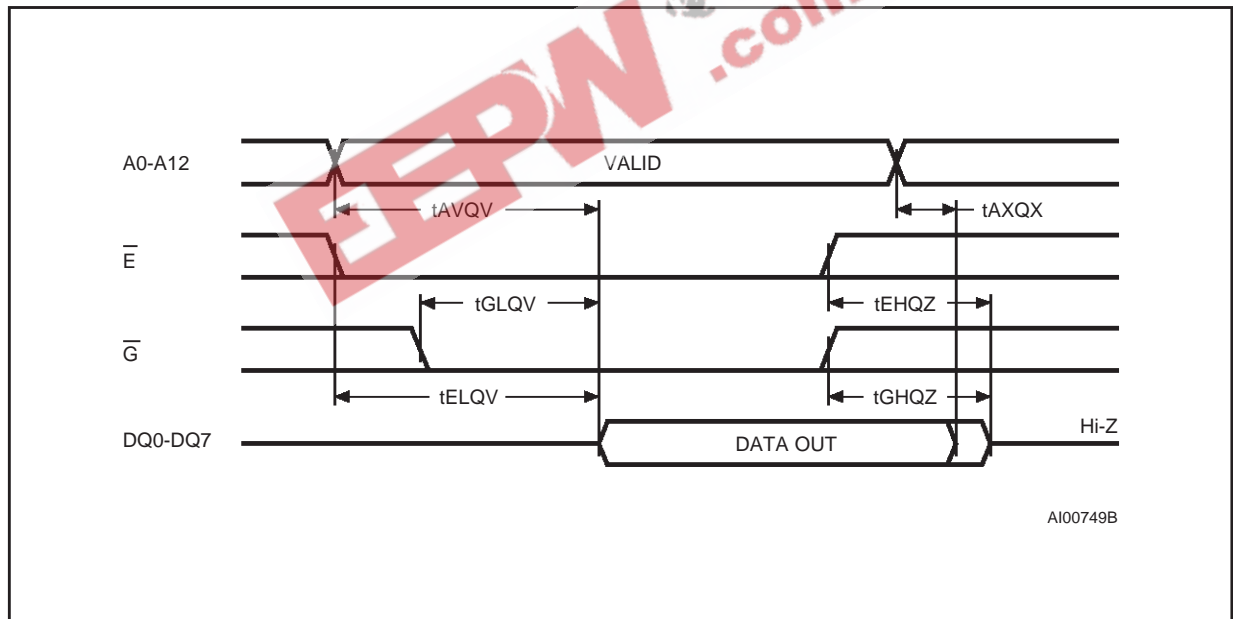 EEPW .com
A0-A12
VALID
tAVQV
tAXQX
E
tGLQV
tEHQZ
G
tELQV
tGHQZ
DQ0-DQ7
DATA OUT
Hi-Z
AI00749B